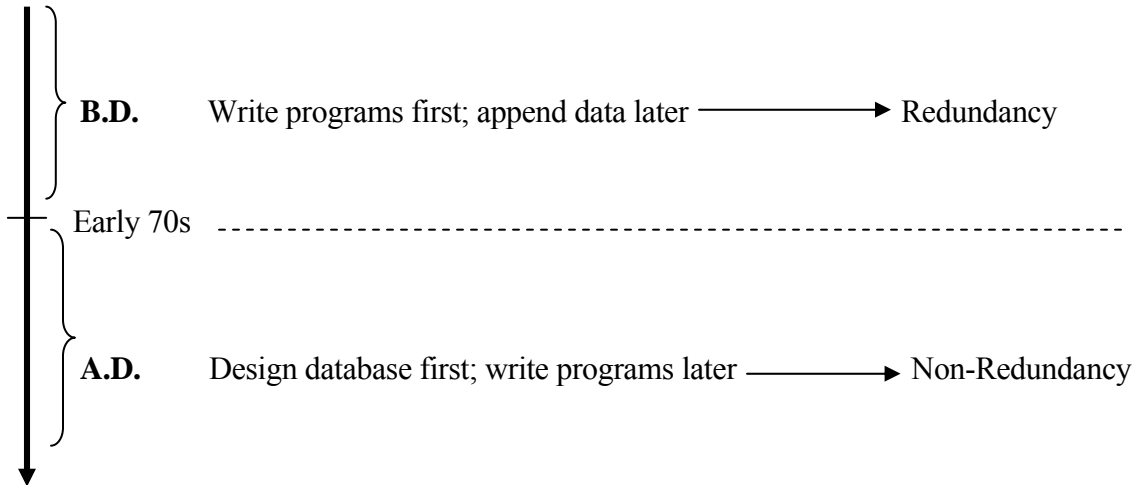 B.D. Write programs first; append data later Redundancy
Early 70s
A.D. Design database first; write programs later Non-Redundancy